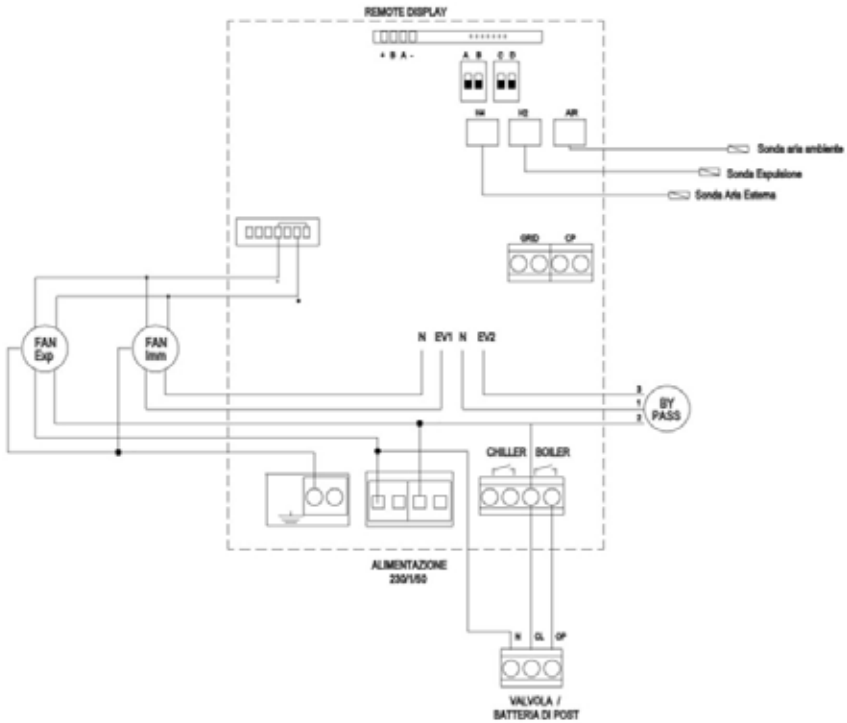 REMOTE DISPLAY
+ B A -
A B C D
H4 H2 AIR
Sonda aria ambiente
Sonda Espulsione
Sonda Aria Esterna
GRID CP
FAN
Exp
FAN
Imm
N EV1 N EV2
3
1
2
BY
PASS
CHILLER BOILER
ALIMENTAZIONE
230/1/50
N CL OP
VALVOLA /
BATTERIA DI POST